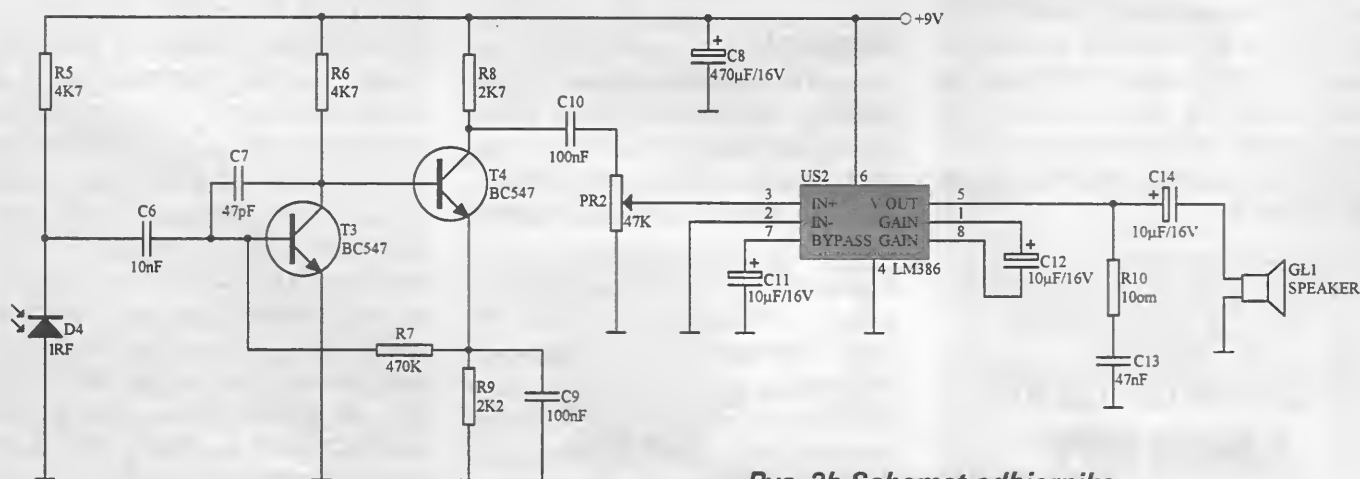 +9V
R5
4K7
R6
4K7
R8
2K7
C8
+
470µF/16V
C10
100nF
C7
47pF
C6
10nF
T3
BC547
T4
BC547
PR2
47K
US2
6
3 IN+ V OUT 5
2 IN- GAIN 1
7 BYPASS GAIN 8
4 LM386
+
C11
10µF/16V
+
C12
10µF/16V
C14
+
10µF/16V
R10
10om
C13
47nF
GL1
SPEAKER
D4
IRF
R7
470K
R9
2K2
C9
100nF